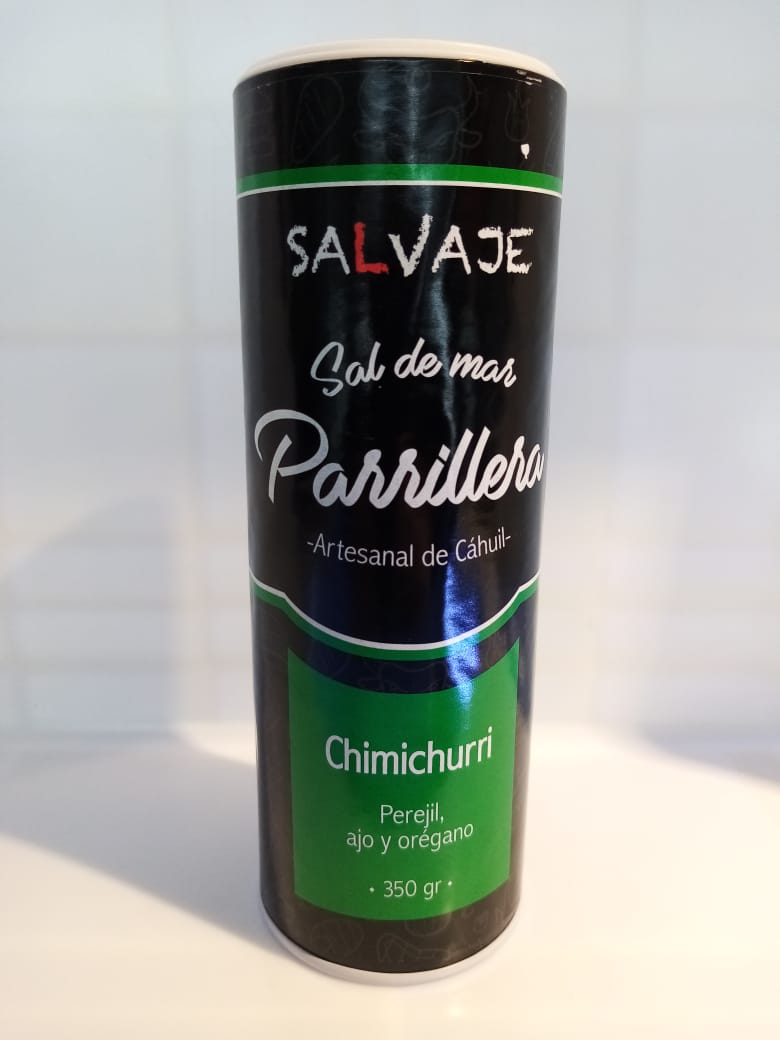 SALVAJE
Sal de mar
Parrillera
-Artesanal de Cáhuil-
Chimichurri
Perejil,
ajo y orégano
• 350 gr •